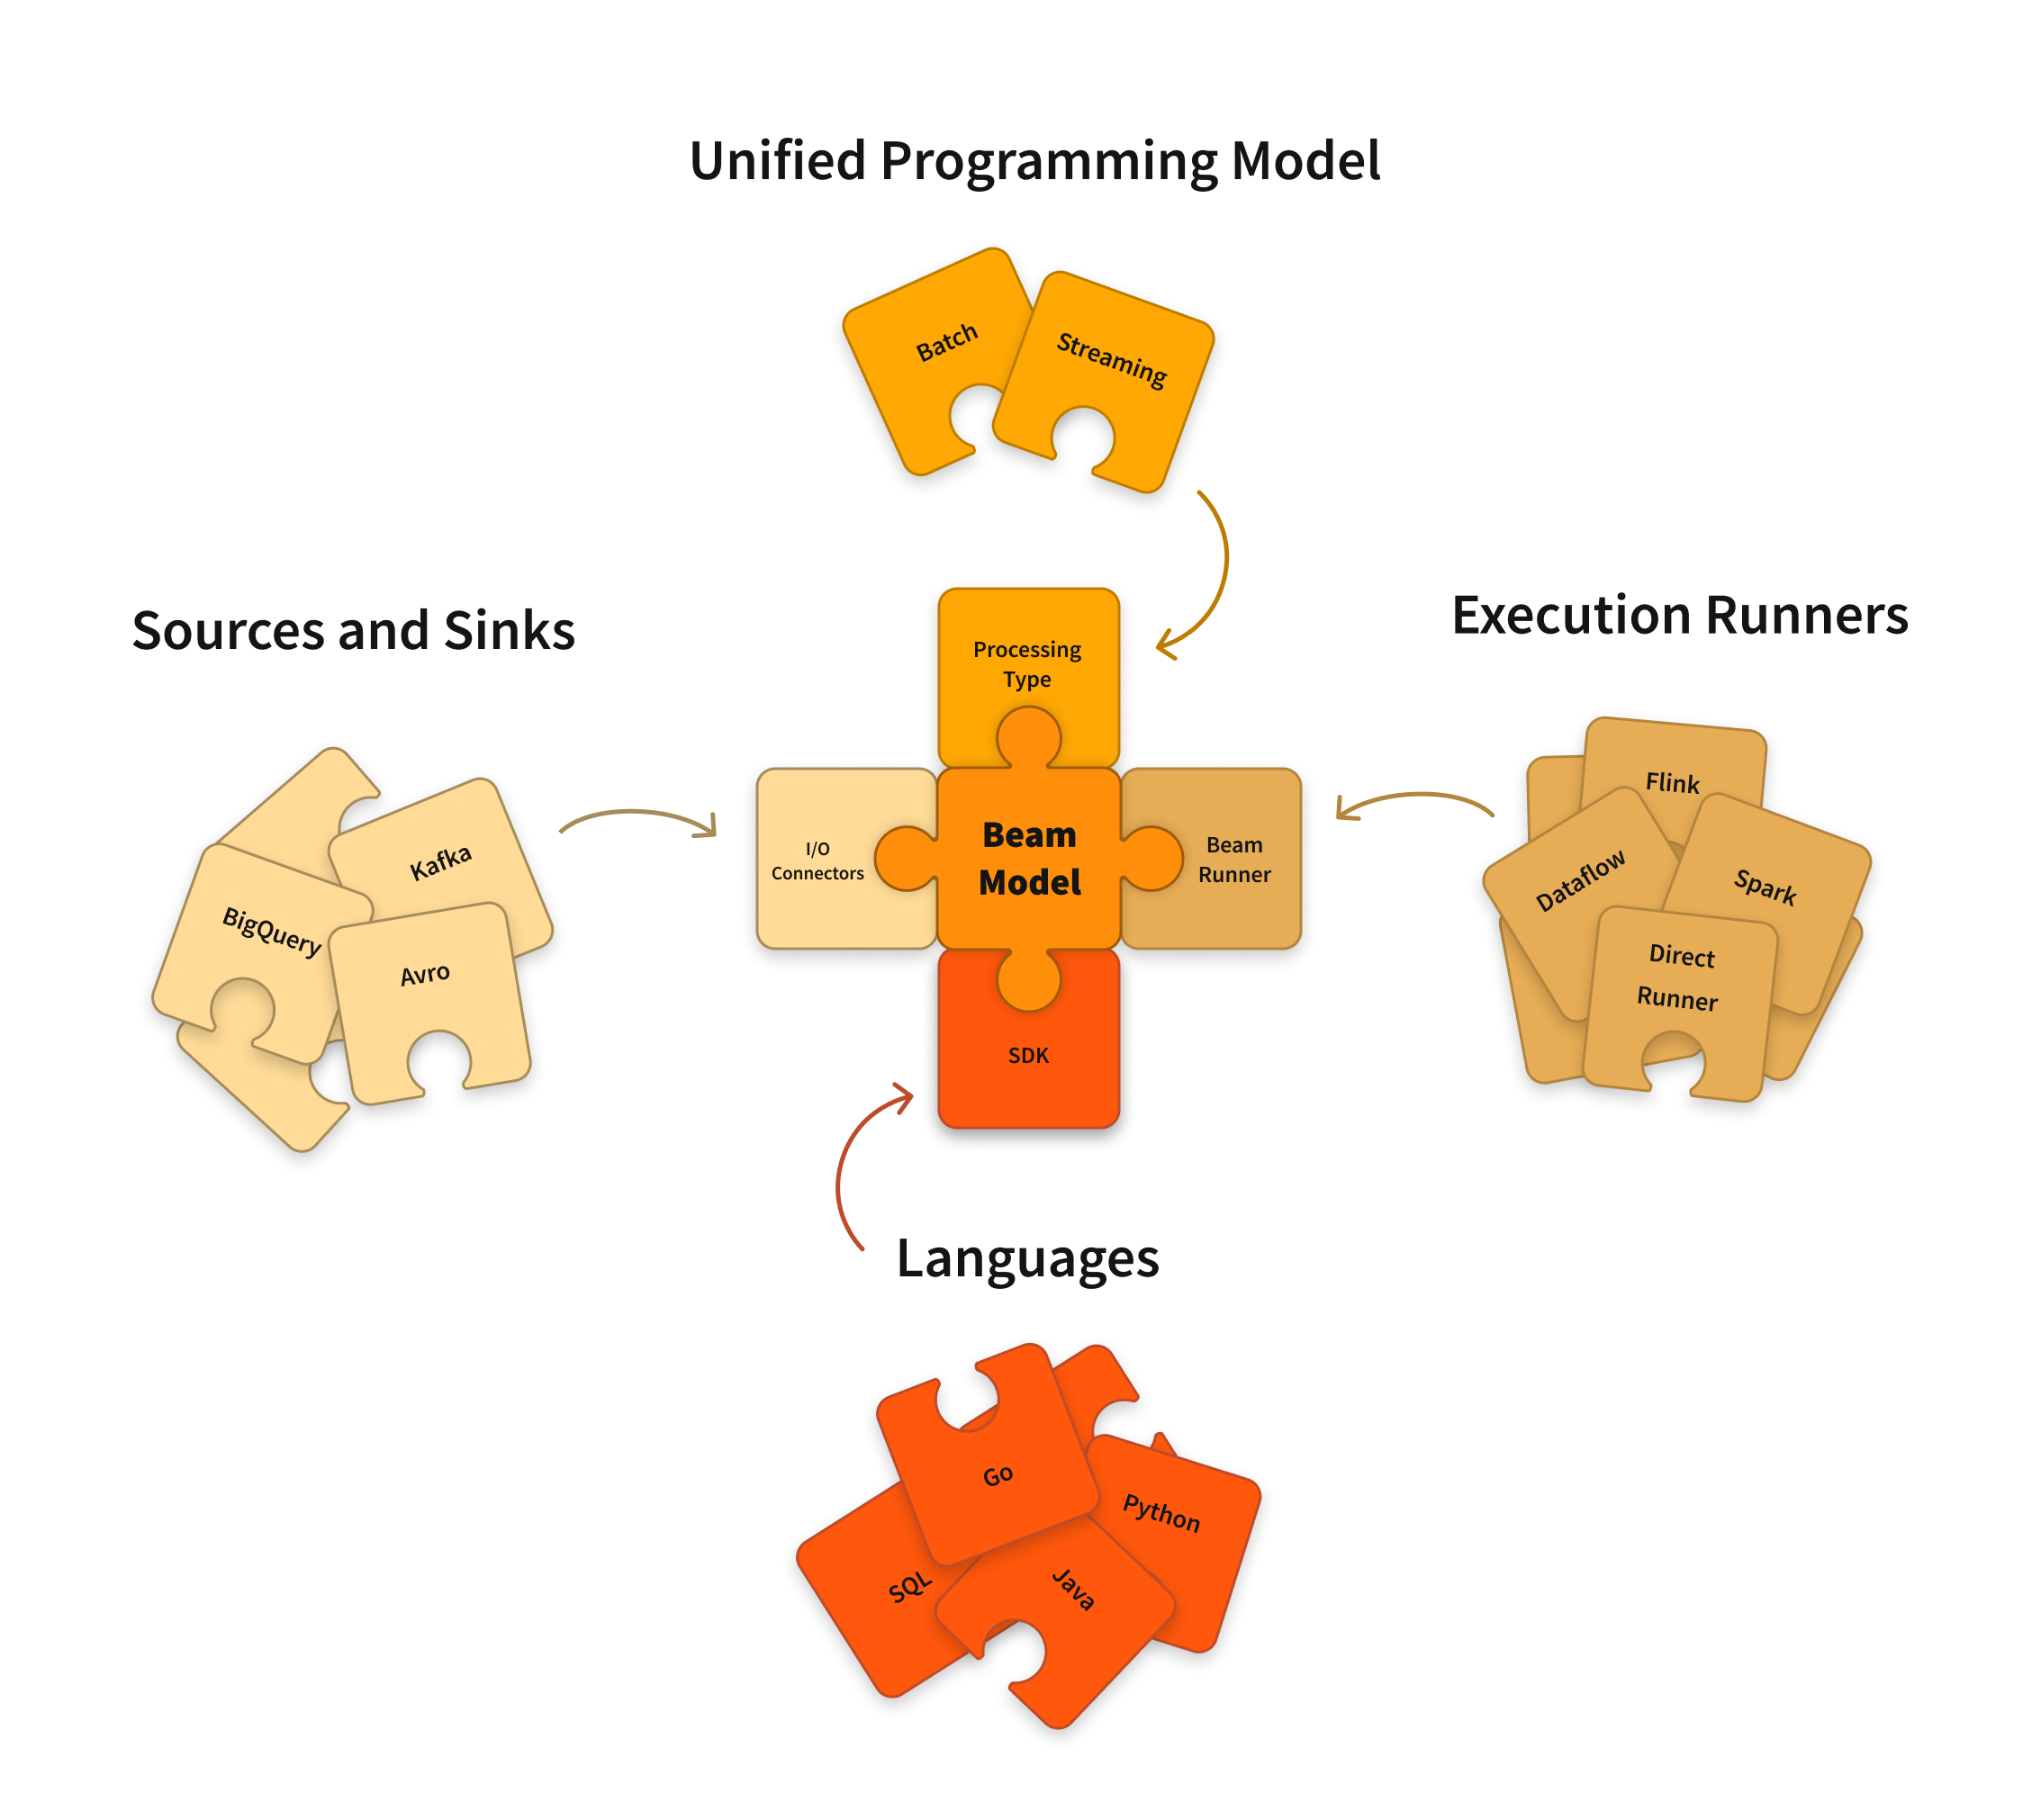 Unified Programming Model
Batch
Streaming
Sources and Sinks
Execution Runners
Processing
Type
Kafka
BigQuery
Avro
I/O
Connectors
Beam
Model
Beam
Runner
SDK
Flink
Dataflow
Spark
Direct
Runner
Languages
Go
Python
SQL
Java